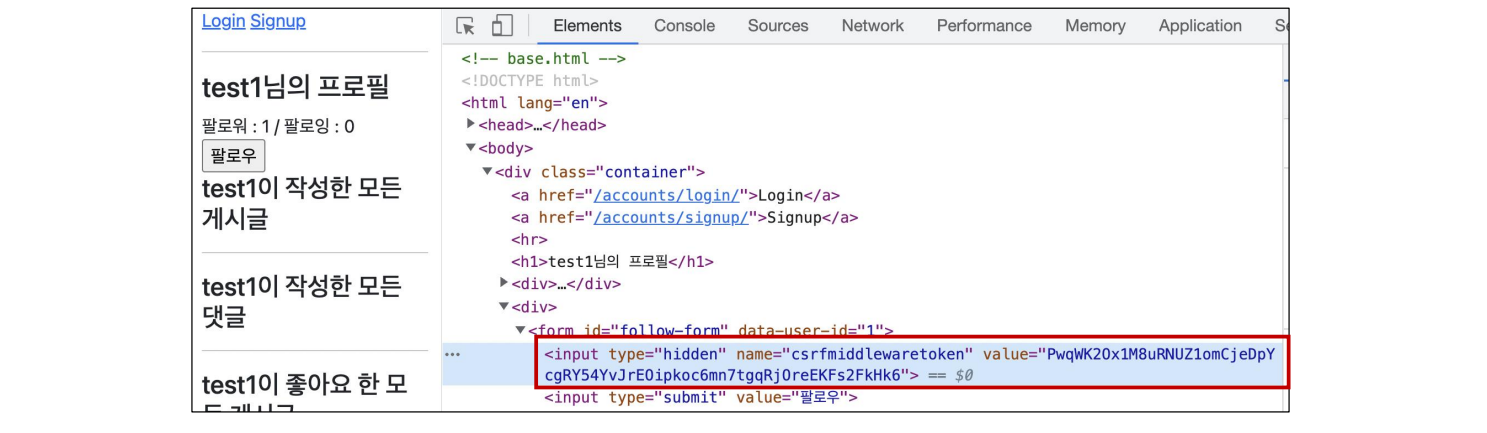 Login Signup
test1님의 프로필
팔로워 : 1 / 팔로잉 : 0
팔로우
test1이 작성한 모든
게시글
test1이 작성한 모든
댓글
test1이 좋아요 한 모
든 게시글
Elements Console Sources Network Performance Memory Application
<!-- base.html -->
<!DOCTYPE html>
<html lang="en">
<head>…</head>
<body>
<div class="container">
<a href="/accounts/login/">Login</a>
<a href="/accounts/signup/">Signup</a>
<hr>
<h1>test1님의 프로필</h1>
<div>…</div>
<div>
<form id="follow-form" data-user-id="1">
<input type="hidden" name="csrfmiddlewaretoken" value="PwqWK2Ox1M8uRNUZ1omCjeDpY
cgRY54YvJrEOipkoc6mn7tgqRjOreEKFs2FkHk6"> == $0
<input type="submit" value="팔로우">